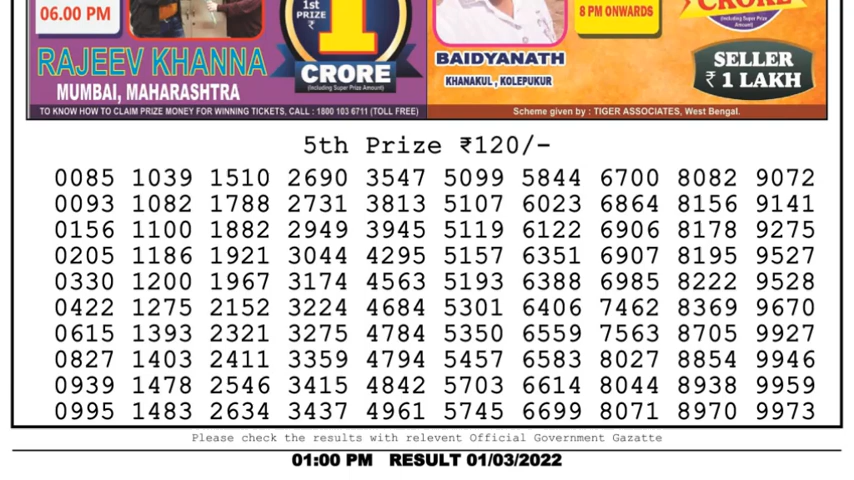 06.00 PM
1st
PRIZE
₹
1
CRORE
(Including Super Prize Amount)
RAJEEV KHANNA
MUMBAI, MAHARASHTRA
8 PM ONWARDS
CRORE
(Including Super Prize
Amount)
BAIDYANATH
KHANAKUL , KOLEPUKUR
SELLER
₹ 1 LAKH
TO KNOW HOW TO CLAIM PRIZE MONEY FOR WINNING TICKETS, CALL : 1800 103 6711 (TOLL FREE)
Scheme given by : TIGER ASSOCIATES, West Bengal.
5th Prize ₹120/-
0085 1039 1510 2690 3547 5099 5844 6700 8082 9072
0093 1082 1788 2731 3813 5107 6023 6864 8156 9141
0156 1100 1882 2949 3945 5119 6122 6906 8178 9275
0205 1186 1921 3044 4295 5157 6351 6907 8195 9527
0330 1200 1967 3174 4563 5193 6388 6985 8222 9528
0422 1275 2152 3224 4684 5301 6406 7462 8369 9670
0615 1393 2321 3275 4784 5350 6559 7563 8705 9927
0827 1403 2411 3359 4794 5457 6583 8027 8854 9946
0939 1478 2546 3415 4842 5703 6614 8044 8938 9959
0995 1483 2634 3437 4961 5745 6699 8071 8970 9973
Please check the results with relevent Official Government Gazatte
01:00 PM RESULT 01/03/2022